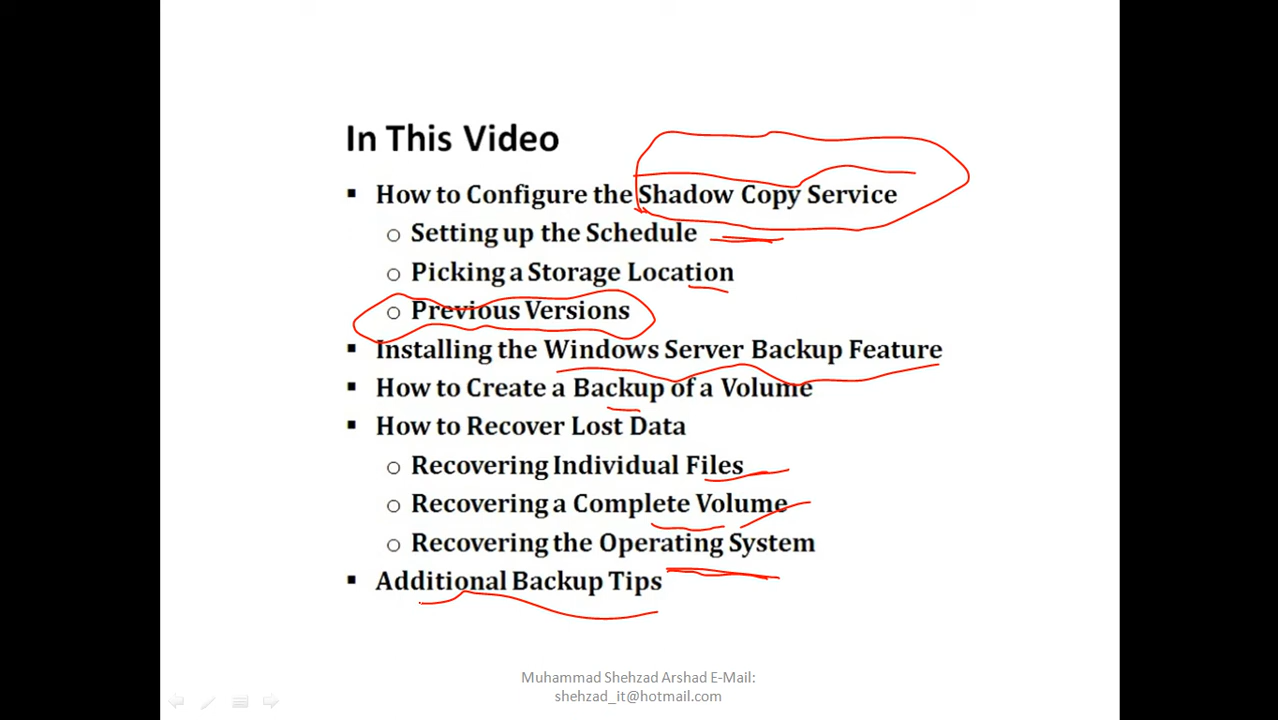 In This Video
▪ How to Configure the Shadow Copy Service
○ Setting up the Schedule
○ Picking a Storage Location
○ Previous Versions
▪ Installing the Windows Server Backup Feature
▪ How to Create a Backup of a Volume
▪ How to Recover Lost Data
○ Recovering Individual Files
○ Recovering a Complete Volume
○ Recovering the Operating System
▪ Additional Backup Tips
Muhammad Shehzad Arshad E-Mail:
shehzad_it@hotmail.com